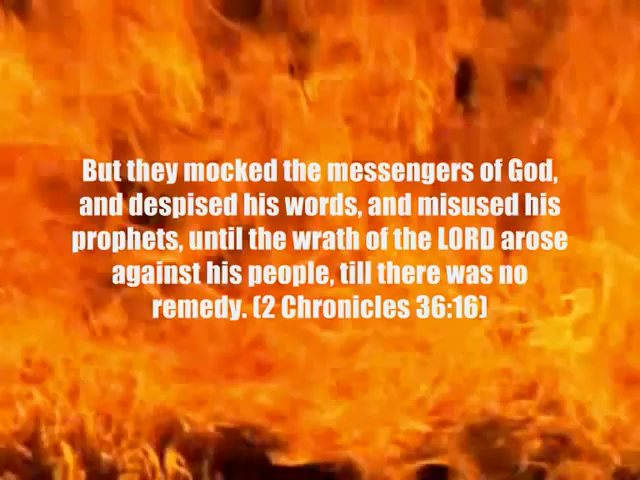 But they mocked the messengers of God,
and despised his words, and misused his
prophets, until the wrath of the LORD arose
against his people, till there was no
remedy. (2 Chronicles 36:16)